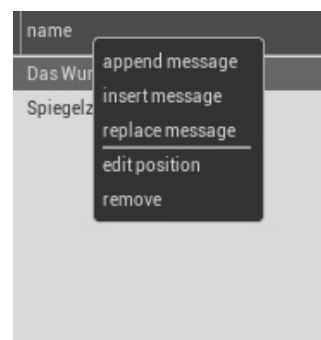 name
append message
Das Wur
insert message
Spiegelz
replace message
edit position
remove